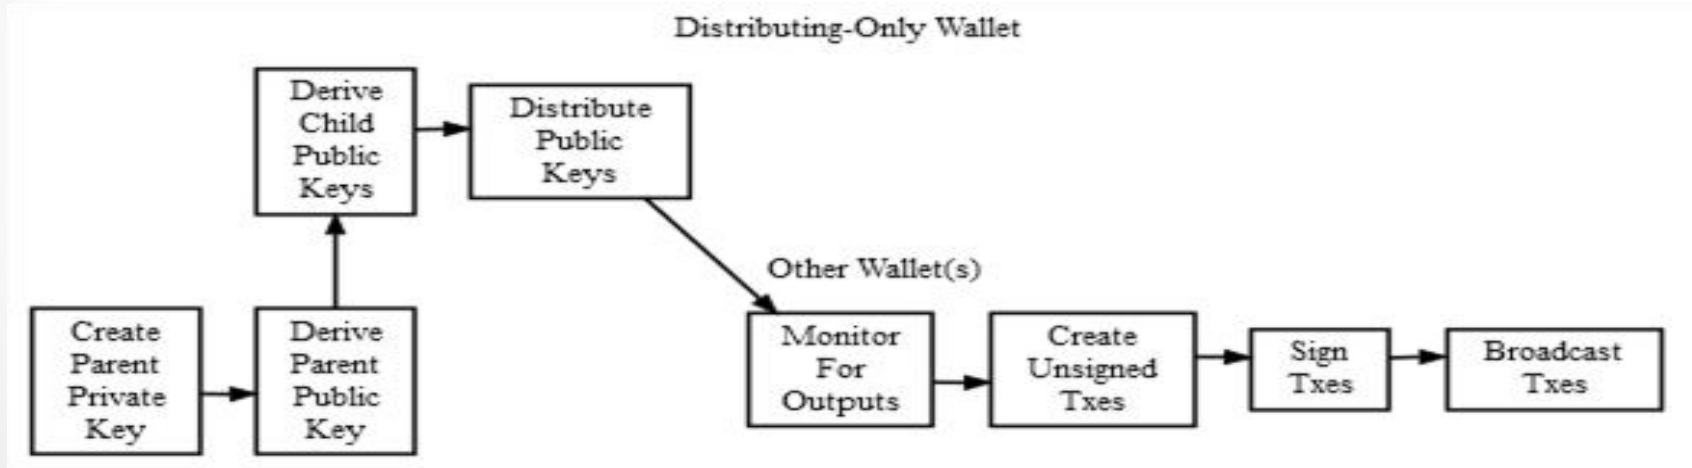 Distributing-Only Wallet
Derive
Child
Public
Keys
Distribute
Public
Keys
Other Wallet(s)
Create
Parent
Private
Key
Derive
Parent
Public
Key
Monitor
For
Outputs
Create
Unsigned
Txes
Sign
Txes
Broadcast
Txes